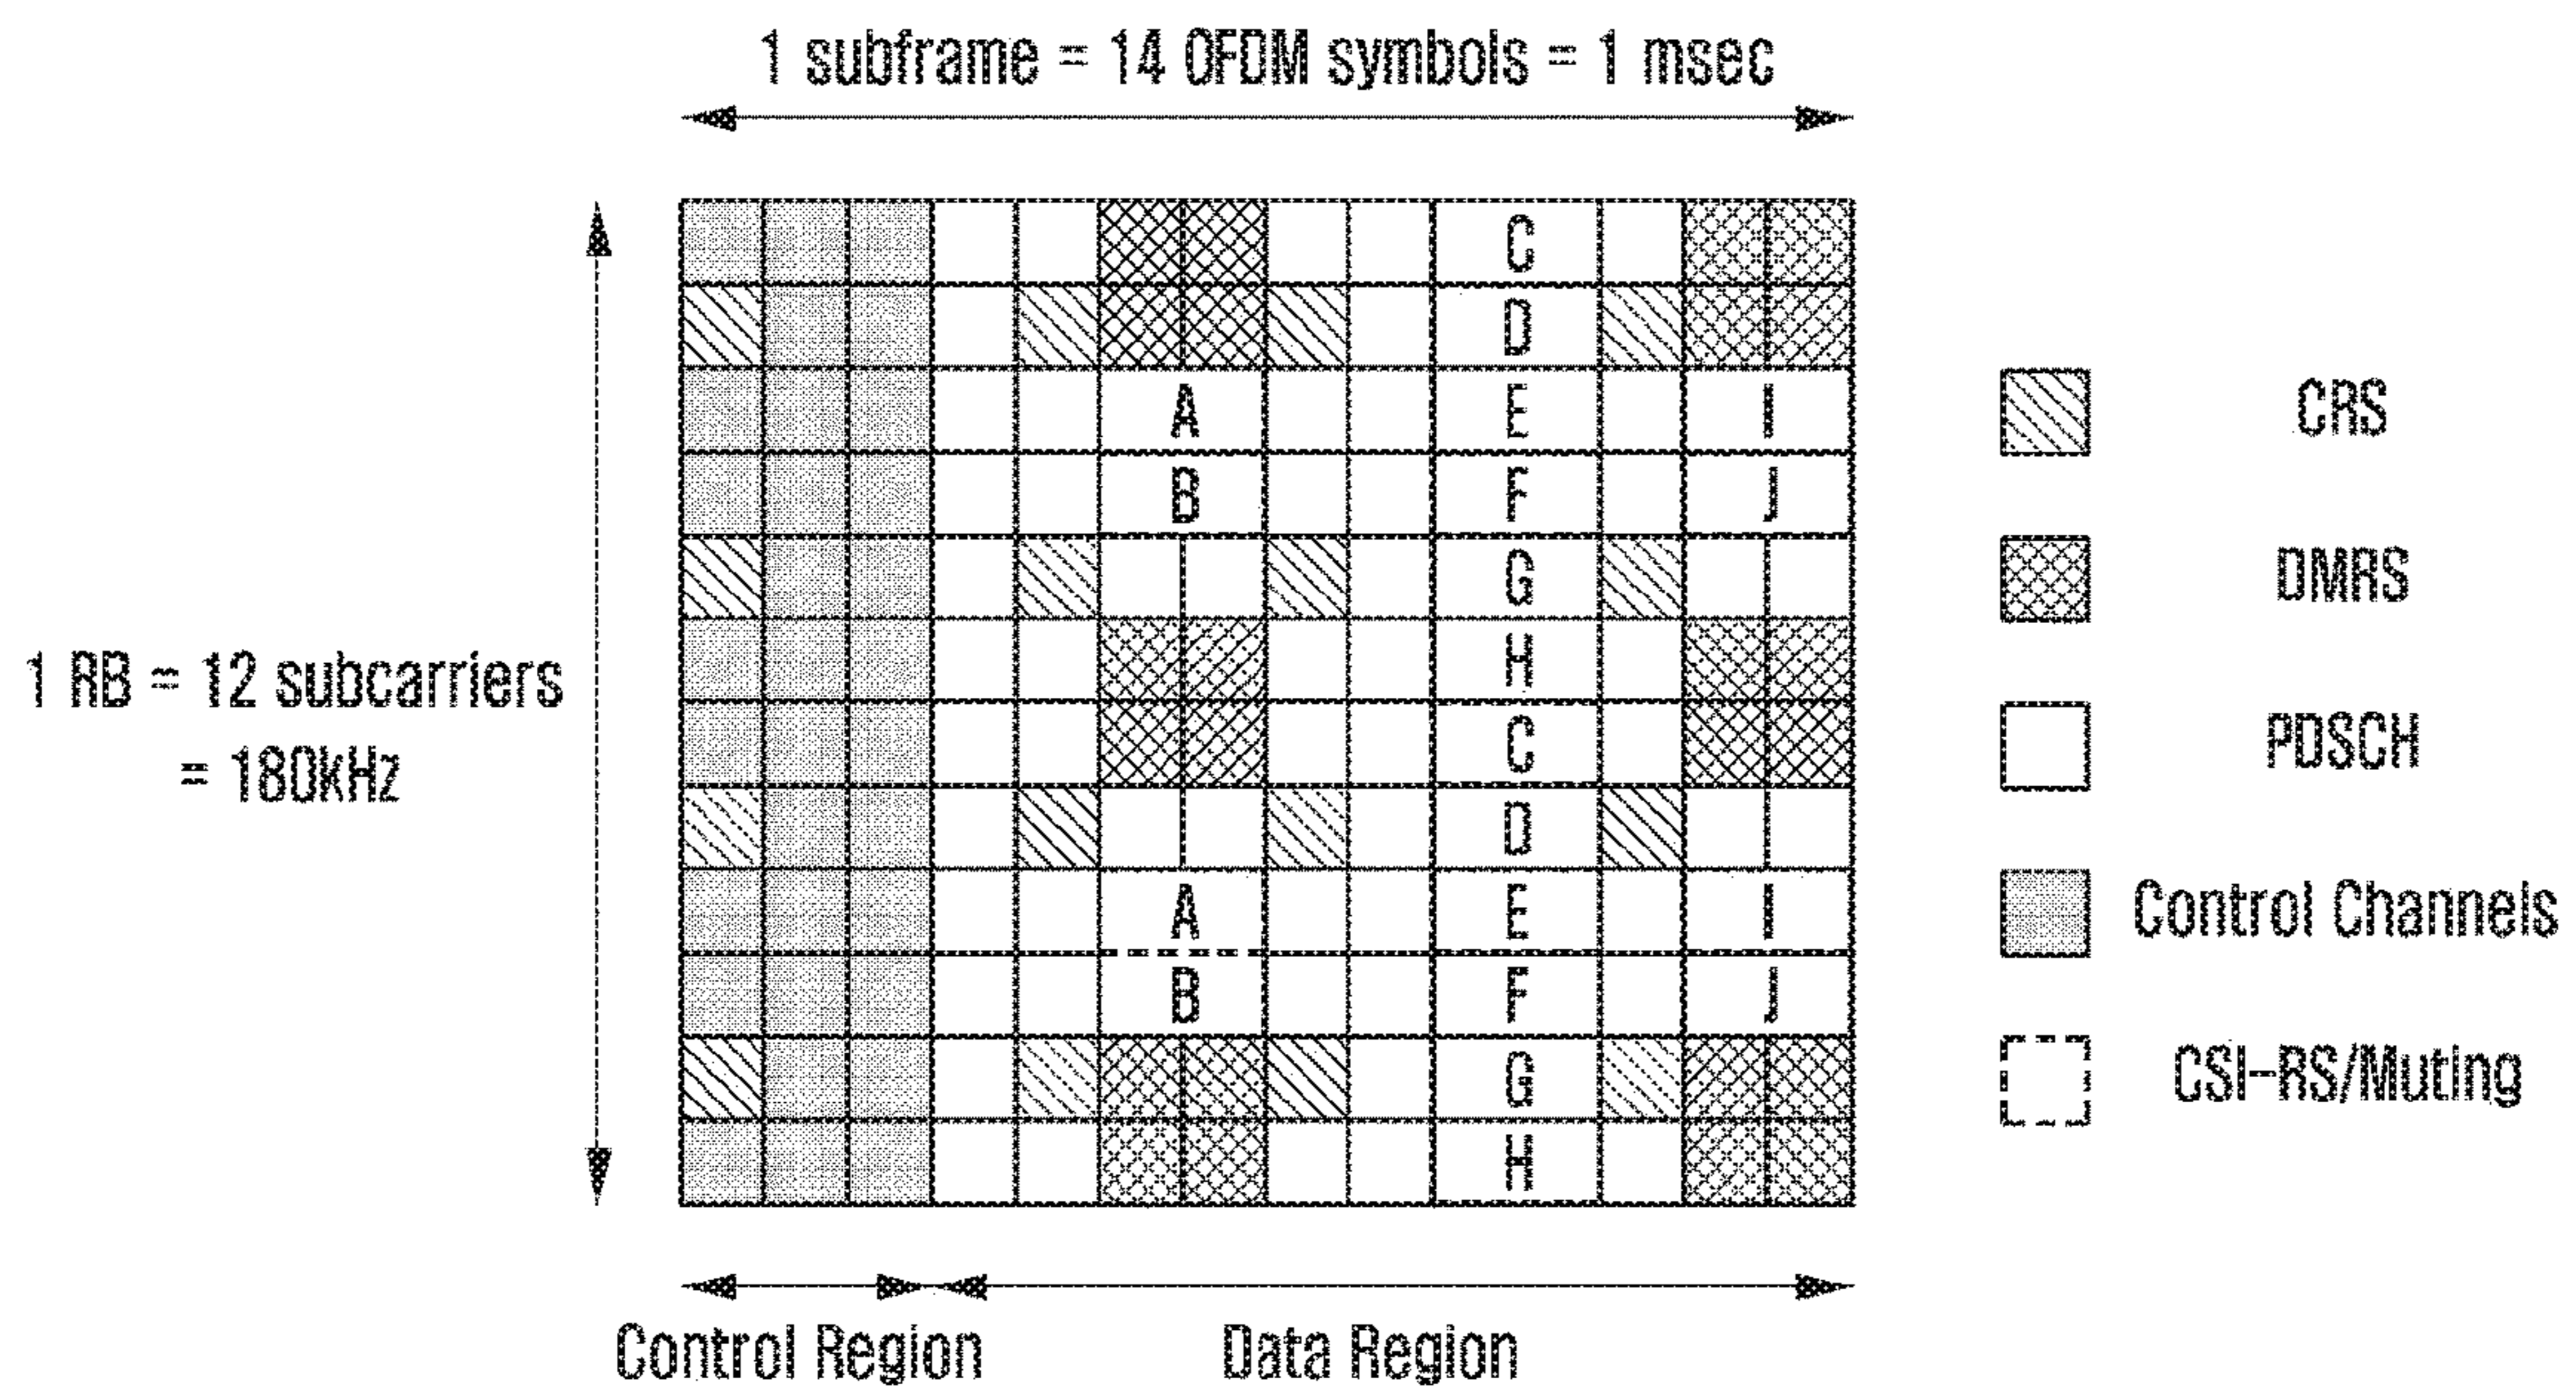 1 subframe = 14 OFDM symbols = 1 msec
C
D
A E I
B F J
G
H
C
D
A E I
B F J
G
H
1 RB = 12 subcarriers
= 180kHz
CRS
DMRS
PDSCH
Control Channels
CSI-RS/Muting
Control Region
Data Region